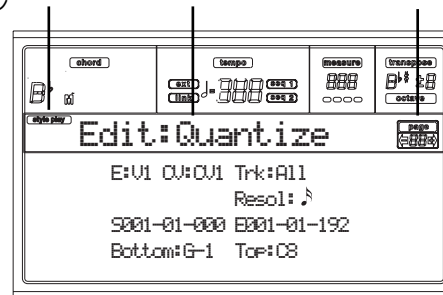 chord tempo measure transpose
ext seq 1
link seq 2 octave
style play page
Edit:Quantize
E:V1 CV:CV1 Trk:All
Resol:
S001-01-000 E001-01-192
Bottom:G-1 Top:C8